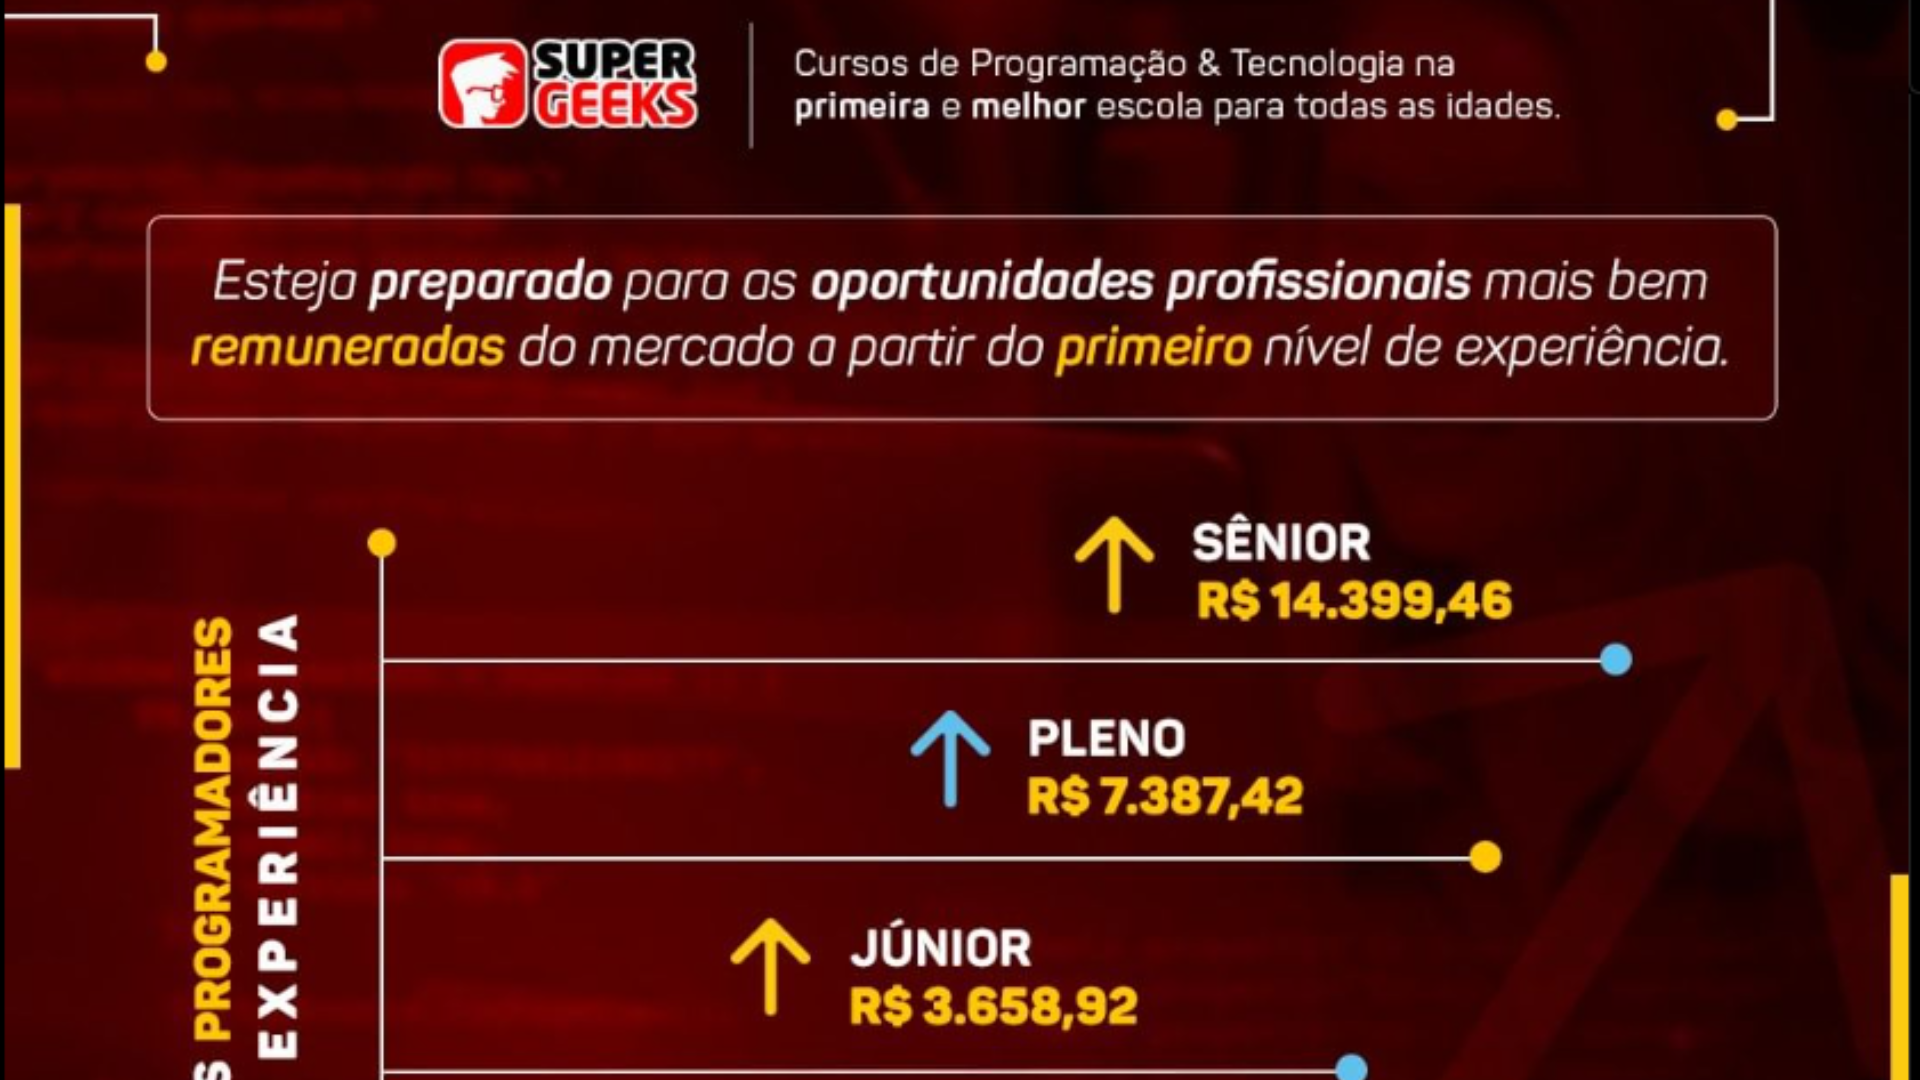 SUPER
GEEKS
Cursos de Programação & Tecnologia na
primeira e melhor escola para todas as idades.
Esteja preparado para as oportunidades profissionais mais bem
remuneradas do mercado a partir do primeiro nível de experiência.
SÊNIOR
R$ 14.399,46
PLENO
R$ 7.387,42
JÚNIOR
R$ 3.658,92
S PROGRAMADORES
EXPERIÊNCIA